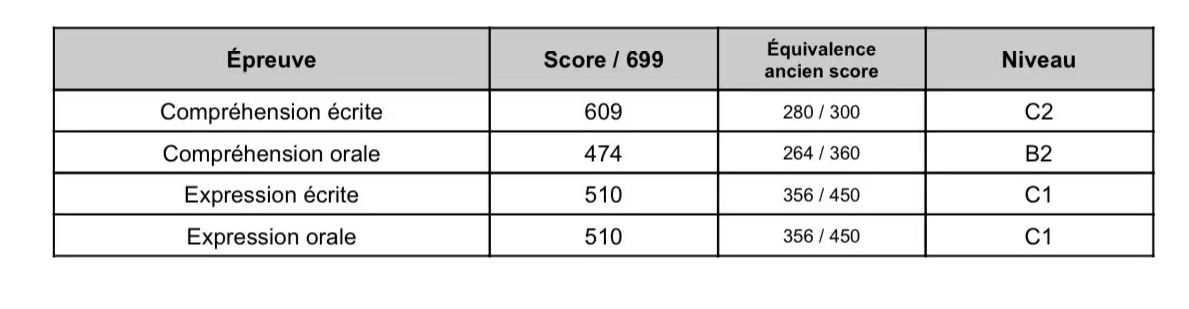 Épreuve Score / 699 Équivalence ancien score Niveau
Compréhension écrite 609 280 / 300 C2
Compréhension orale 474 264 / 360 B2
Expression écrite 510 356 / 450 C1
Expression orale 510 356 / 450 C1